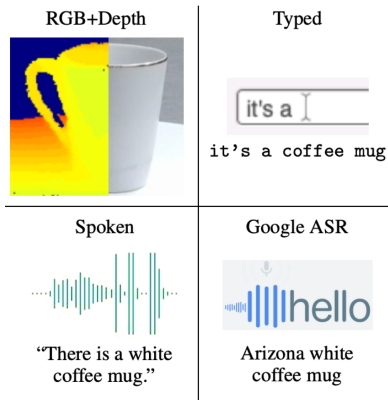 RGB+Depth
Typed
it's a
it's a coffee mug
Spoken
Google ASR
hello
“There is a white
coffee mug.”
Arizona white
coffee mug